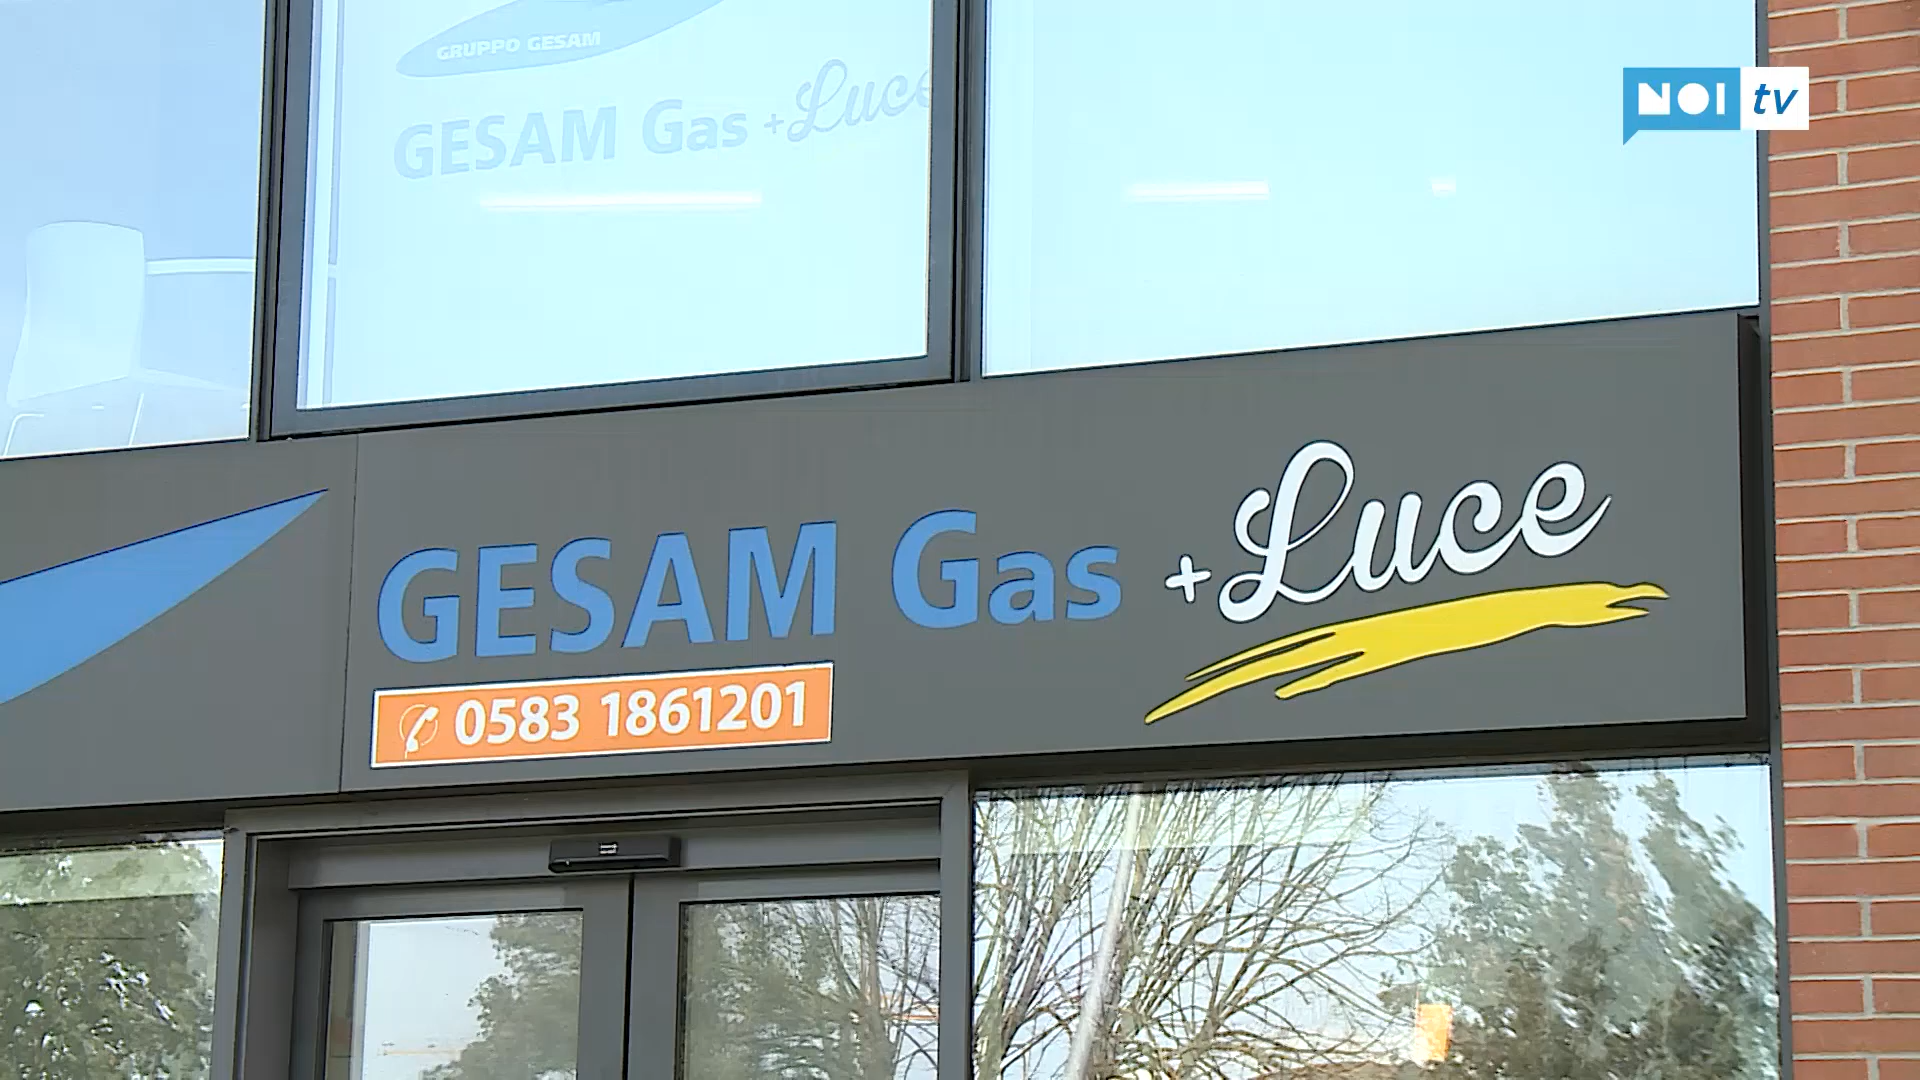 GRUPPO GESAM
GESAM Gas +Luce
NOI tv
GESAM Gas +Luce
0583 1861201